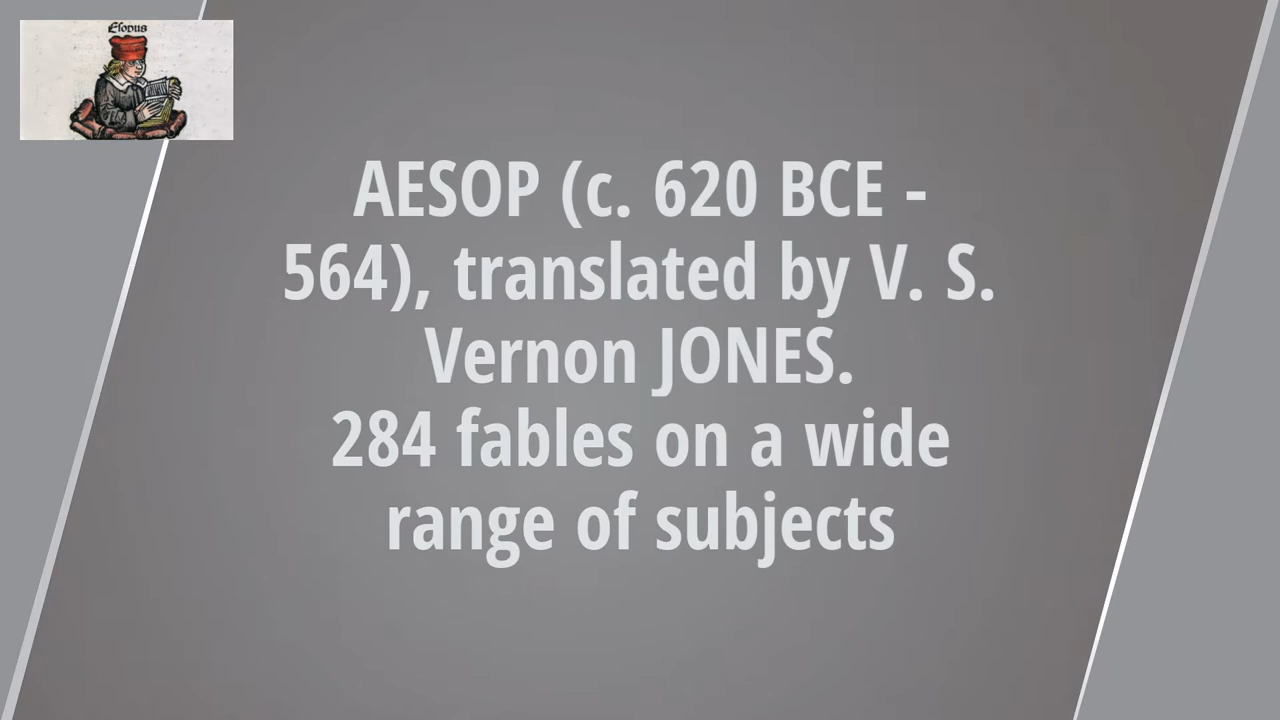 Esopus
AESOP (c. 620 BCE -
564), translated by V. S.
Vernon JONES.
284 fables on a wide
range of subjects